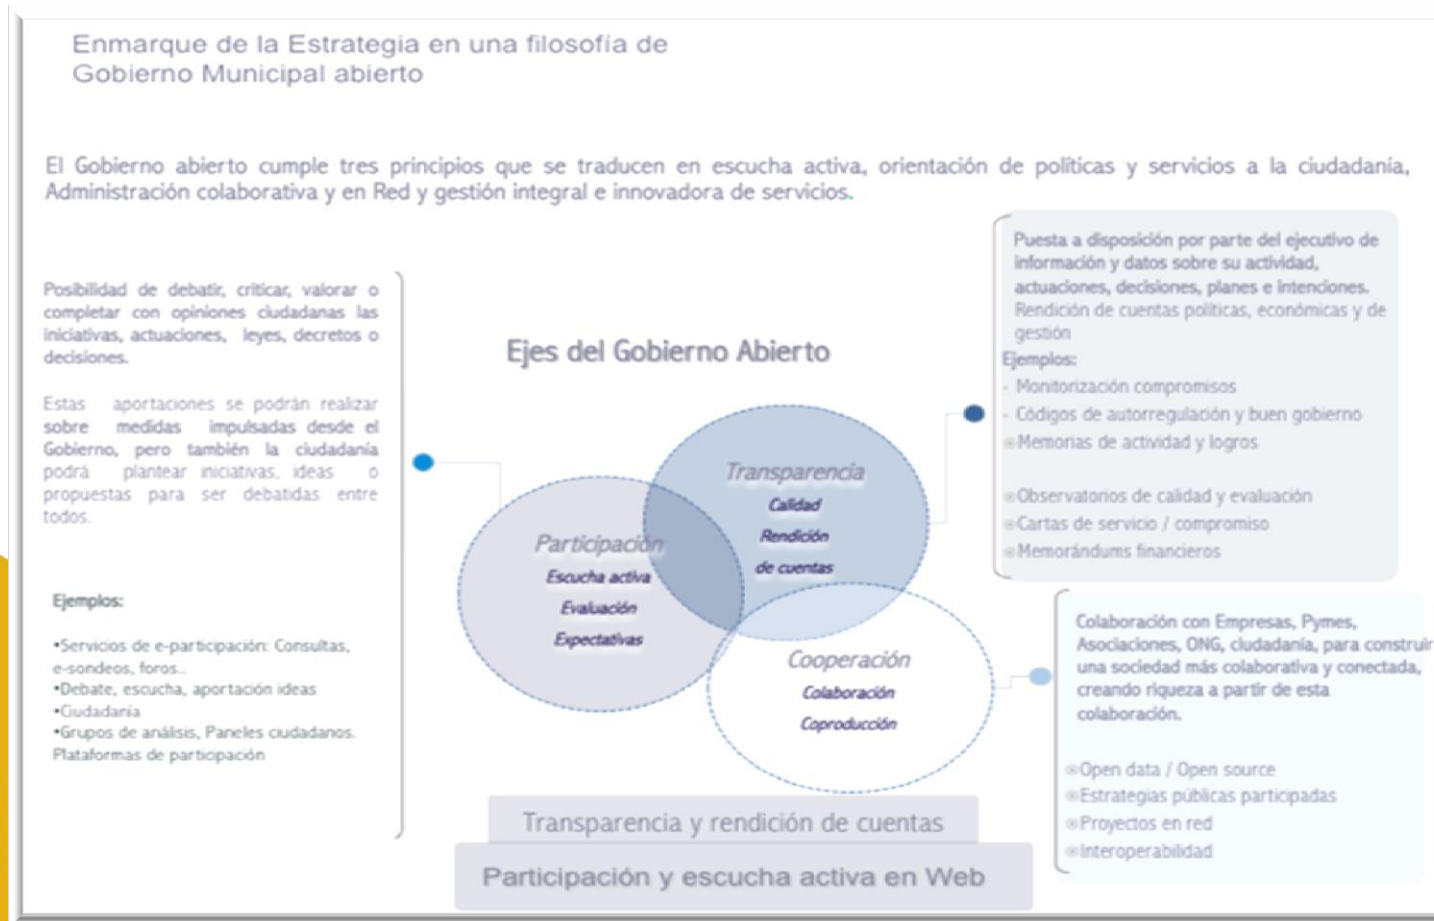 Enmarque de la Estrategia en una filosofía de
Gobierno Municipal abierto
El Gobierno abierto cumple tres principios que se traducen en escucha activa, orientación de políticas y servicios a la ciudadanía,
Administración colaborativa y en Red y gestión integral e innovadora de servicios.
Posibilidad de debatir, criticar, valorar o
completar con opiniones ciudadanas las
iniciativas, actuaciones, leyes, decretos o
decisiones.
Estas aportaciones se podrán realizar
sobre medidas impulsadas desde el
Gobierno, pero también la ciudadanía
podrá plantear iniciativas, ideas o
propuestas para ser debatidas entre
todos.
Ejemplos:
•Servicios de e-participación: Consultas,
e-sondeos, foros...
•Debate, escucha, aportación ideas
•Ciudadanía
•Grupos de análisis, Paneles ciudadanos.
Plataformas de participación
Ejes del Gobierno Abierto
Participación
Escucha activa
Evaluación
Expectativas
Transparencia
Calidad
Rendición
de cuentas
Cooperación
Colaboración
Coproducción
Transparencia y rendición de cuentas
Participación y escucha activa en Web
Puesta a disposición por parte del ejecutivo de
información y datos sobre su actividad,
actuaciones, decisiones, planes e intenciones.
Rendición de cuentas políticas, económicas y de
gestión
Ejemplos:
- Monitorización compromisos
- Códigos de autorregulación y buen gobierno
Memorias de actividad y logros
Observatorios de calidad y evaluación
Cartas de servicio / compromiso
Memorándums financieros
Colaboración con Empresas, Pymes,
Asociaciones, ONG, ciudadanía, para construir
una sociedad más colaborativa y conectada,
creando riqueza a partir de esta
colaboración.
Open data / Open source
Estrategias públicas participadas
Proyectos en red
Interoperabilidad